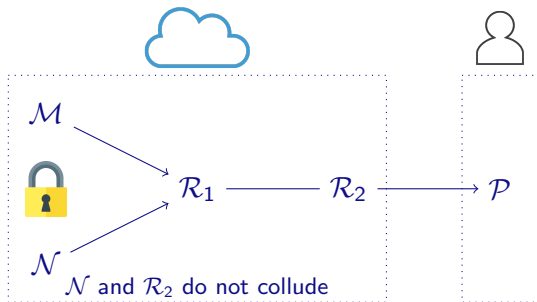 ℳ
ℛ₁
ℛ₂
𝒫
𝒩
𝒩 and ℛ₂ do not collude